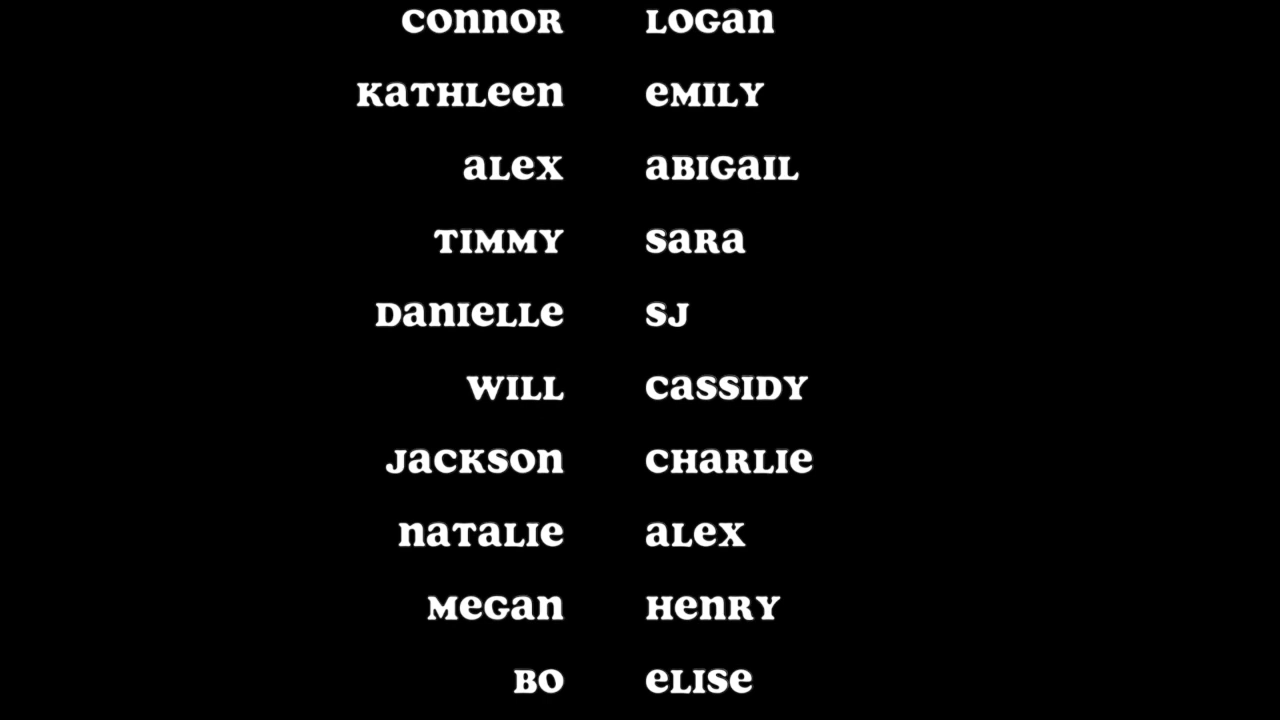 connor logan
kathleen emily
alex abigail
timmy sara
danielle sj
will cassidy
jackson charlie
natalie alex
megan henry
bo elise